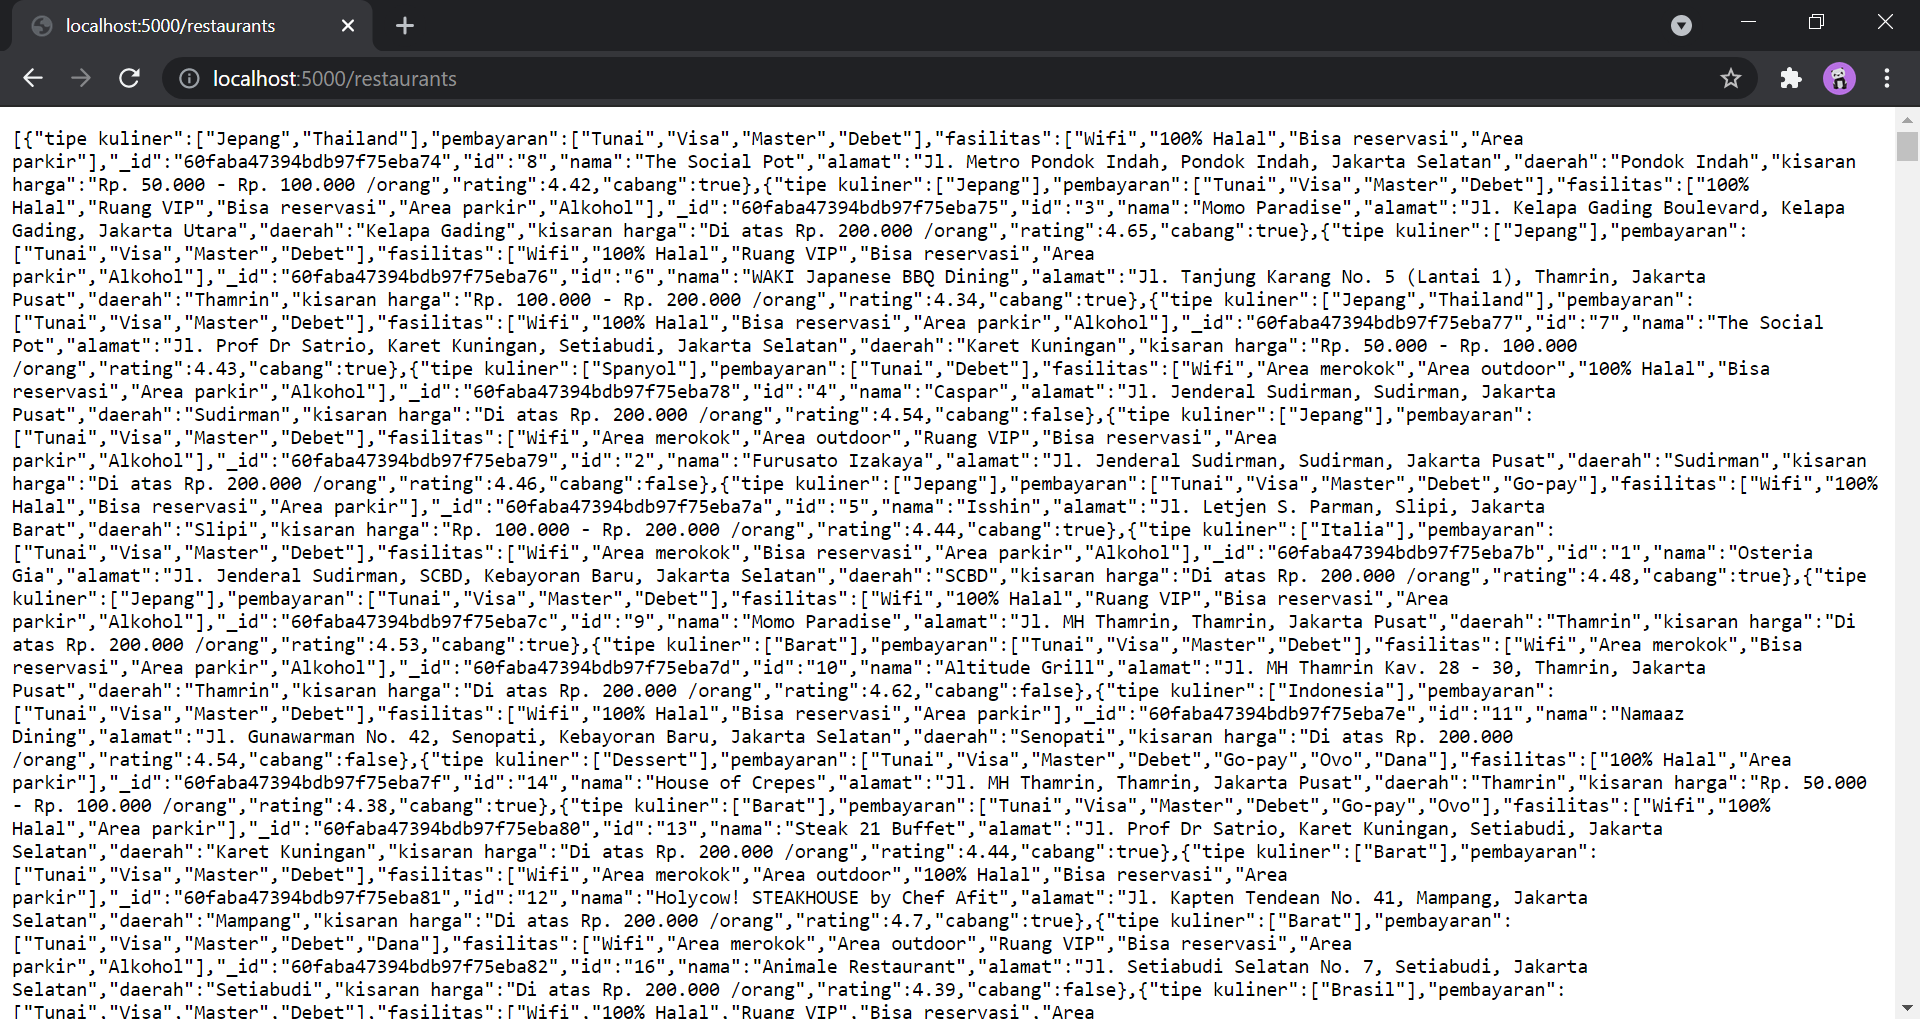 localhost:5000/restaurants
localhost:5000/restaurants
[{"tipe kuliner":["Jepang","Thailand"],"pembayaran":["Tunai","Visa","Master","Debet"],"fasilitas":["Wifi","100% Halal","Bisa reservasi","Area
parkir"],"_id":"60faba47394bdb97f75eba74","id":"8","nama":"The Social Pot","alamat":"Jl. Metro Pondok Indah, Pondok Indah, Jakarta Selatan","daerah":"Pondok Indah","kisaran
harga":"Rp. 50.000 - Rp. 100.000 /orang","rating":4.42,"cabang":true},{"tipe kuliner":["Jepang"],"pembayaran":["Tunai","Visa","Master","Debet"],"fasilitas":["100%
Halal","Ruang VIP","Bisa reservasi","Area parkir","Alkohol"],"_id":"60faba47394bdb97f75eba75","id":"3","nama":"Momo Paradise","alamat":"Jl. Kelapa Gading Boulevard, Kelapa
Gading, Jakarta Utara","daerah":"Kelapa Gading","kisaran harga":"Di atas Rp. 200.000 /orang","rating":4.65,"cabang":true},{"tipe kuliner":["Jepang"],"pembayaran":
["Tunai","Visa","Master","Debet"],"fasilitas":["Wifi","100% Halal","Ruang VIP","Bisa reservasi","Area
parkir","Alkohol"],"_id":"60faba47394bdb97f75eba76","id":"6","nama":"WAKI Japanese BBQ Dining","alamat":"Jl. Tanjung Karang No. 5 (Lantai 1), Thamrin, Jakarta
Pusat","daerah":"Thamrin","kisaran harga":"Rp. 100.000 - Rp. 200.000 /orang","rating":4.34,"cabang":true},{"tipe kuliner":["Jepang","Thailand"],"pembayaran":
["Tunai","Visa","Master","Debet"],"fasilitas":["Wifi","100% Halal","Bisa reservasi","Area parkir","Alkohol"],"_id":"60faba47394bdb97f75eba77","id":"7","nama":"The Social
Pot","alamat":"Jl. Prof Dr Satrio, Karet Kuningan, Setiabudi, Jakarta Selatan","daerah":"Karet Kuningan","kisaran harga":"Rp. 50.000 - Rp. 100.000
/orang","rating":4.43,"cabang":true},{"tipe kuliner":["Spanyol"],"pembayaran":["Tunai","Debet"],"fasilitas":["Wifi","Area merokok","Area outdoor","100% Halal","Bisa
reservasi","Area parkir","Alkohol"],"_id":"60faba47394bdb97f75eba78","id":"4","nama":"Caspar","alamat":"Jl. Jenderal Sudirman, Sudirman, Jakarta
Pusat","daerah":"Sudirman","kisaran harga":"Di atas Rp. 200.000 /orang","rating":4.54,"cabang":false},{"tipe kuliner":["Jepang"],"pembayaran":
["Tunai","Visa","Master","Debet"],"fasilitas":["Wifi","Area merokok","Area outdoor","Ruang VIP","Bisa reservasi","Area
parkir","Alkohol"],"_id":"60faba47394bdb97f75eba79","id":"2","nama":"Furusato Izakaya","alamat":"Jl. Jenderal Sudirman, Sudirman, Jakarta Pusat","daerah":"Sudirman","kisaran
harga":"Di atas Rp. 200.000 /orang","rating":4.46,"cabang":false},{"tipe kuliner":["Jepang"],"pembayaran":["Tunai","Visa","Master","Debet","Go-pay"],"fasilitas":["Wifi","100%
Halal","Bisa reservasi","Area parkir"],"_id":"60faba47394bdb97f75eba7a","id":"5","nama":"Isshin","alamat":"Jl. Letjen S. Parman, Slipi, Jakarta
Barat","daerah":"Slipi","kisaran harga":"Rp. 100.000 - Rp. 200.000 /orang","rating":4.44,"cabang":true},{"tipe kuliner":["Italia"],"pembayaran":
["Tunai","Visa","Master","Debet"],"fasilitas":["Wifi","Area merokok","Bisa reservasi","Area parkir","Alkohol"],"_id":"60faba47394bdb97f75eba7b","id":"1","nama":"Osteria
Gia","alamat":"Jl. Jenderal Sudirman, SCBD, Kebayoran Baru, Jakarta Selatan","daerah":"SCBD","kisaran harga":"Di atas Rp. 200.000 /orang","rating":4.48,"cabang":true},{"tipe
kuliner":["Jepang"],"pembayaran":["Tunai","Visa","Master","Debet"],"fasilitas":["Wifi","100% Halal","Ruang VIP","Bisa reservasi","Area
parkir","Alkohol"],"_id":"60faba47394bdb97f75eba7c","id":"9","nama":"Momo Paradise","alamat":"Jl. MH Thamrin, Thamrin, Jakarta Pusat","daerah":"Thamrin","kisaran harga":"Di
atas Rp. 200.000 /orang","rating":4.53,"cabang":true},{"tipe kuliner":["Barat"],"pembayaran":["Tunai","Visa","Master","Debet"],"fasilitas":["Wifi","Area merokok","Bisa
reservasi","Area parkir","Alkohol"],"_id":"60faba47394bdb97f75eba7d","id":"10","nama":"Altitude Grill","alamat":"Jl. MH Thamrin Kav. 28 - 30, Thamrin, Jakarta
Pusat","daerah":"Thamrin","kisaran harga":"Di atas Rp. 200.000 /orang","rating":4.62,"cabang":false},{"tipe kuliner":["Indonesia"],"pembayaran":
["Tunai","Visa","Master","Debet"],"fasilitas":["Wifi","100% Halal","Bisa reservasi","Area parkir"],"_id":"60faba47394bdb97f75eba7e","id":"11","nama":"Namaaz
Dining","alamat":"Jl. Gunawarman No. 42, Senopati, Kebayoran Baru, Jakarta Selatan","daerah":"Senopati","kisaran harga":"Di atas Rp. 200.000
/orang","rating":4.54,"cabang":false},{"tipe kuliner":["Dessert"],"pembayaran":["Tunai","Visa","Master","Debet","Go-pay","Ovo","Dana"],"fasilitas":["100% Halal","Area
parkir"],"_id":"60faba47394bdb97f75eba7f","id":"14","nama":"House of Crepes","alamat":"Jl. MH Thamrin, Thamrin, Jakarta Pusat","daerah":"Thamrin","kisaran harga":"Rp. 50.000
- Rp. 100.000 /orang","rating":4.38,"cabang":true},{"tipe kuliner":["Barat"],"pembayaran":["Tunai","Visa","Master","Debet","Go-pay","Ovo"],"fasilitas":["Wifi","100%
Halal","Area parkir"],"_id":"60faba47394bdb97f75eba80","id":"13","nama":"Steak 21 Buffet","alamat":"Jl. Prof Dr Satrio, Karet Kuningan, Setiabudi, Jakarta
Selatan","daerah":"Karet Kuningan","kisaran harga":"Di atas Rp. 200.000 /orang","rating":4.44,"cabang":true},{"tipe kuliner":["Barat"],"pembayaran":
["Tunai","Visa","Master","Debet"],"fasilitas":["Wifi","Area merokok","Area outdoor","100% Halal","Bisa reservasi","Area
parkir"],"_id":"60faba47394bdb97f75eba81","id":"12","nama":"Holycow! STEAKHOUSE by Chef Afit","alamat":"Jl. Kapten Tendean No. 41, Mampang, Jakarta
Selatan","daerah":"Mampang","kisaran harga":"Di atas Rp. 200.000 /orang","rating":4.7,"cabang":true},{"tipe kuliner":["Barat"],"pembayaran":
["Tunai","Visa","Master","Debet","Dana"],"fasilitas":["Wifi","Area merokok","Area outdoor","Ruang VIP","Bisa reservasi","Area
parkir","Alkohol"],"_id":"60faba47394bdb97f75eba82","id":"16","nama":"Animale Restaurant","alamat":"Jl. Setiabudi Selatan No. 7, Setiabudi, Jakarta
Selatan","daerah":"Setiabudi","kisaran harga":"Di atas Rp. 200.000 /orang","rating":4.39,"cabang":false},{"tipe kuliner":["Brasil"],"pembayaran":
["Tunai","Visa","Master","Debet"],"fasilitas":["Wifi","100% Halal","Ruang VIP","Bisa reservasi","Area